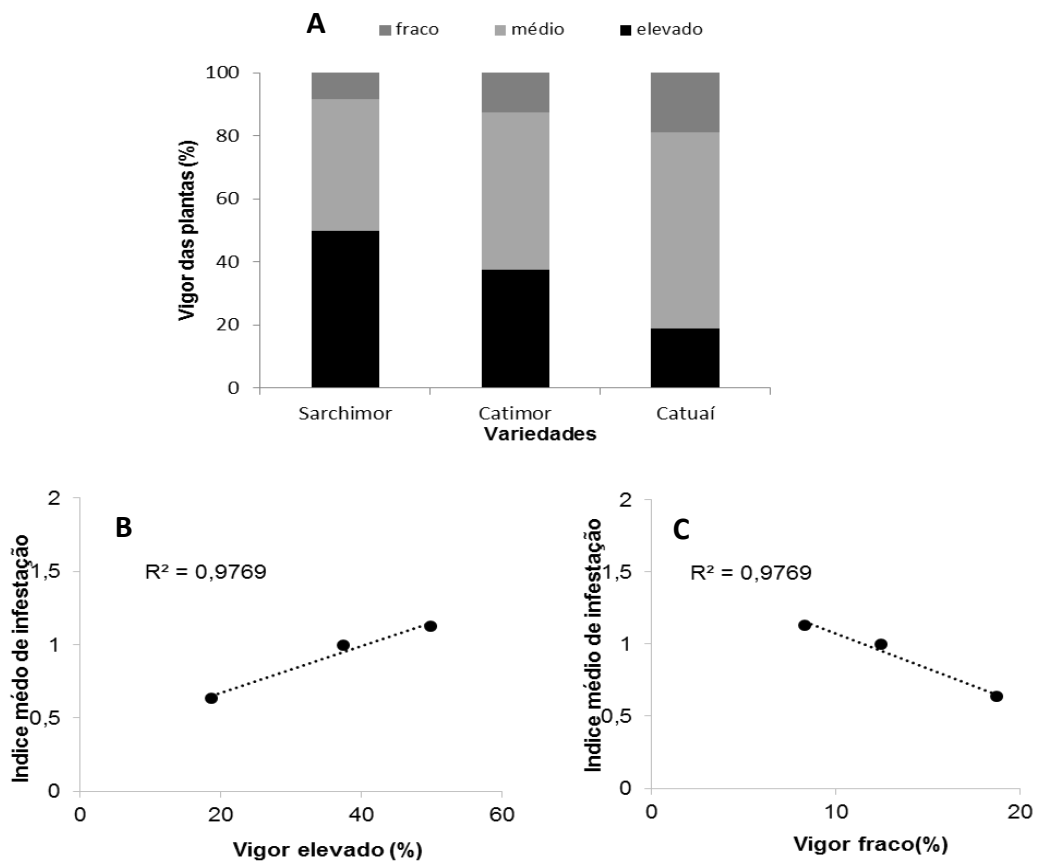 A
fraco médio elevado
Vigor das plantas (%)
100
80
60
40
20
0
Sarchimor Catimor Catuaí
Variedades
B
Indice médo de infestação
R² = 0,9769
2
1,5
1
0,5
0
0 20 40 60
Vigor elevado (%)
C
Indice médio de infestação
R² = 0,9769
2
1,5
1
0,5
0
0 10 20
Vigor fraco(%)